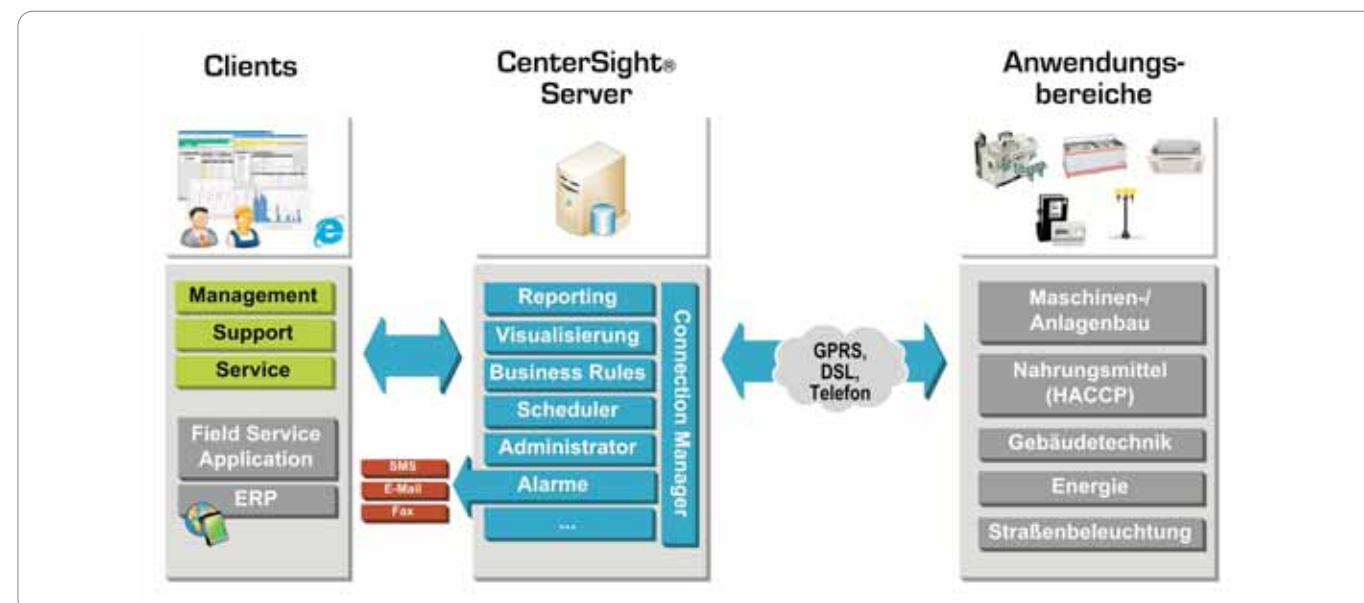 Clients
CenterSight®
Server
Anwendungs-
bereiche
Management
Support
Service
Field Service
Application
ERP
SMS
E-Mail
Fax
Reporting
Visualisierung
Business Rules
Scheduler
Administrator
Alarme
...
Connection Manager
GPRS,
DSL,
Telefon
Maschinen-/
Anlagenbau
Nahrungsmittel
(HACCP)
Gebäudetechnik
Energie
Straßenbeleuchtung